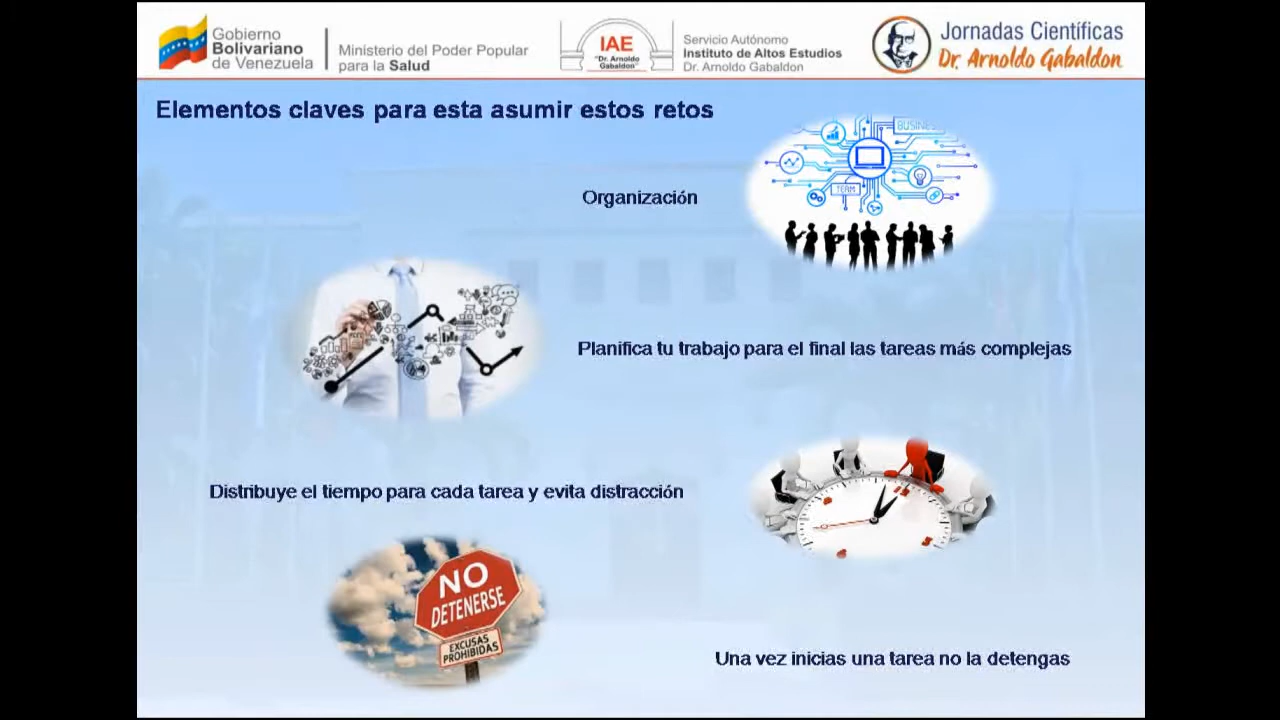 Gobierno
Bolivariano
de Venezuela
Ministerio del Poder Popular
para la Salud
IAE
"Dr. Arnoldo
Gabaldon"
Servicio Autónomo
Instituto de Altos Estudios
Dr. Arnoldo Gabaldon
Jornadas Científicas
Dr. Arnoldo Gabaldon
Elementos claves para esta asumir estos retos
BUSINESS
TEAM
Organización
Planifica tu trabajo para el final las tareas más complejas
Distribuye el tiempo para cada tarea y evita distracción
NO
DETENERSE
EXCUSAS
PROHIBIDAS
Una vez inicias una tarea no la detengas